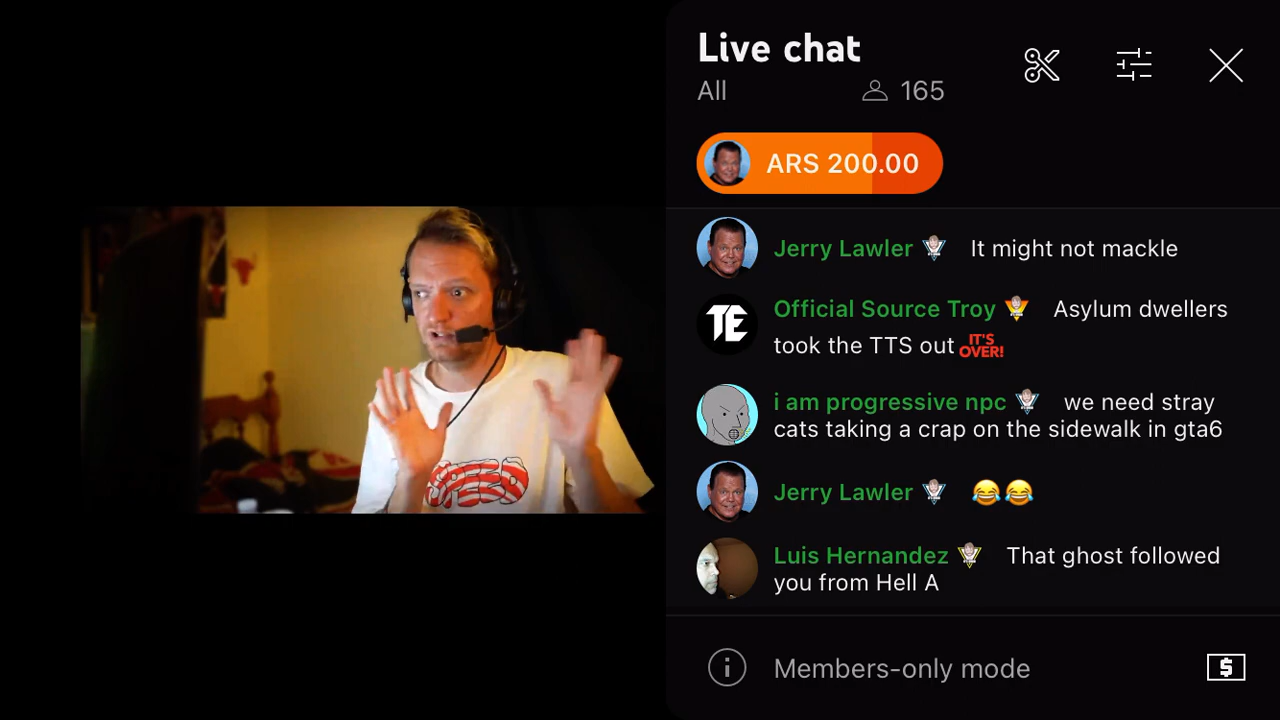 Live chat
All 165
ARS 200.00
Jerry Lawler It might not mackle
Official Source Troy Asylum dwellers
took the TTS out IT'S OVER!
i am progressive npc we need stray
cats taking a crap on the sidewalk in gta6
Jerry Lawler 😂😂
Luis Hernandez That ghost followed
you from Hell A
Members-only mode
SPEED
TE